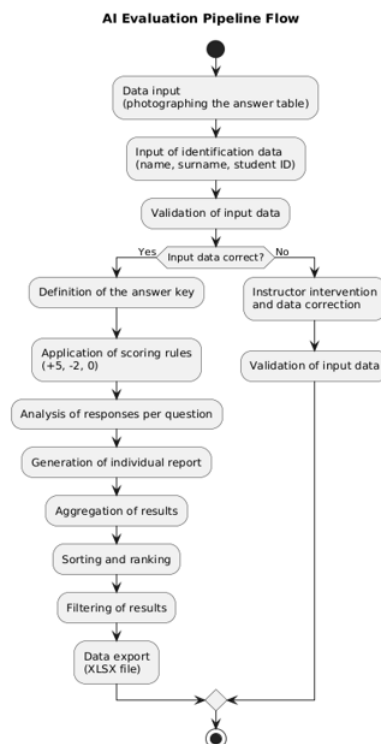 AI Evaluation Pipeline Flow
Data input
(photographing the answer table)
Input of identification data
(name, surname, student ID)
Validation of input data
Yes
Input data correct?
No
Definition of the answer key
Instructor intervention
and data correction
Application of scoring rules
(+5, -2, 0)
Validation of input data
Analysis of responses per question
Generation of individual report
Aggregation of results
Sorting and ranking
Filtering of results
Data export
(XLSX file)